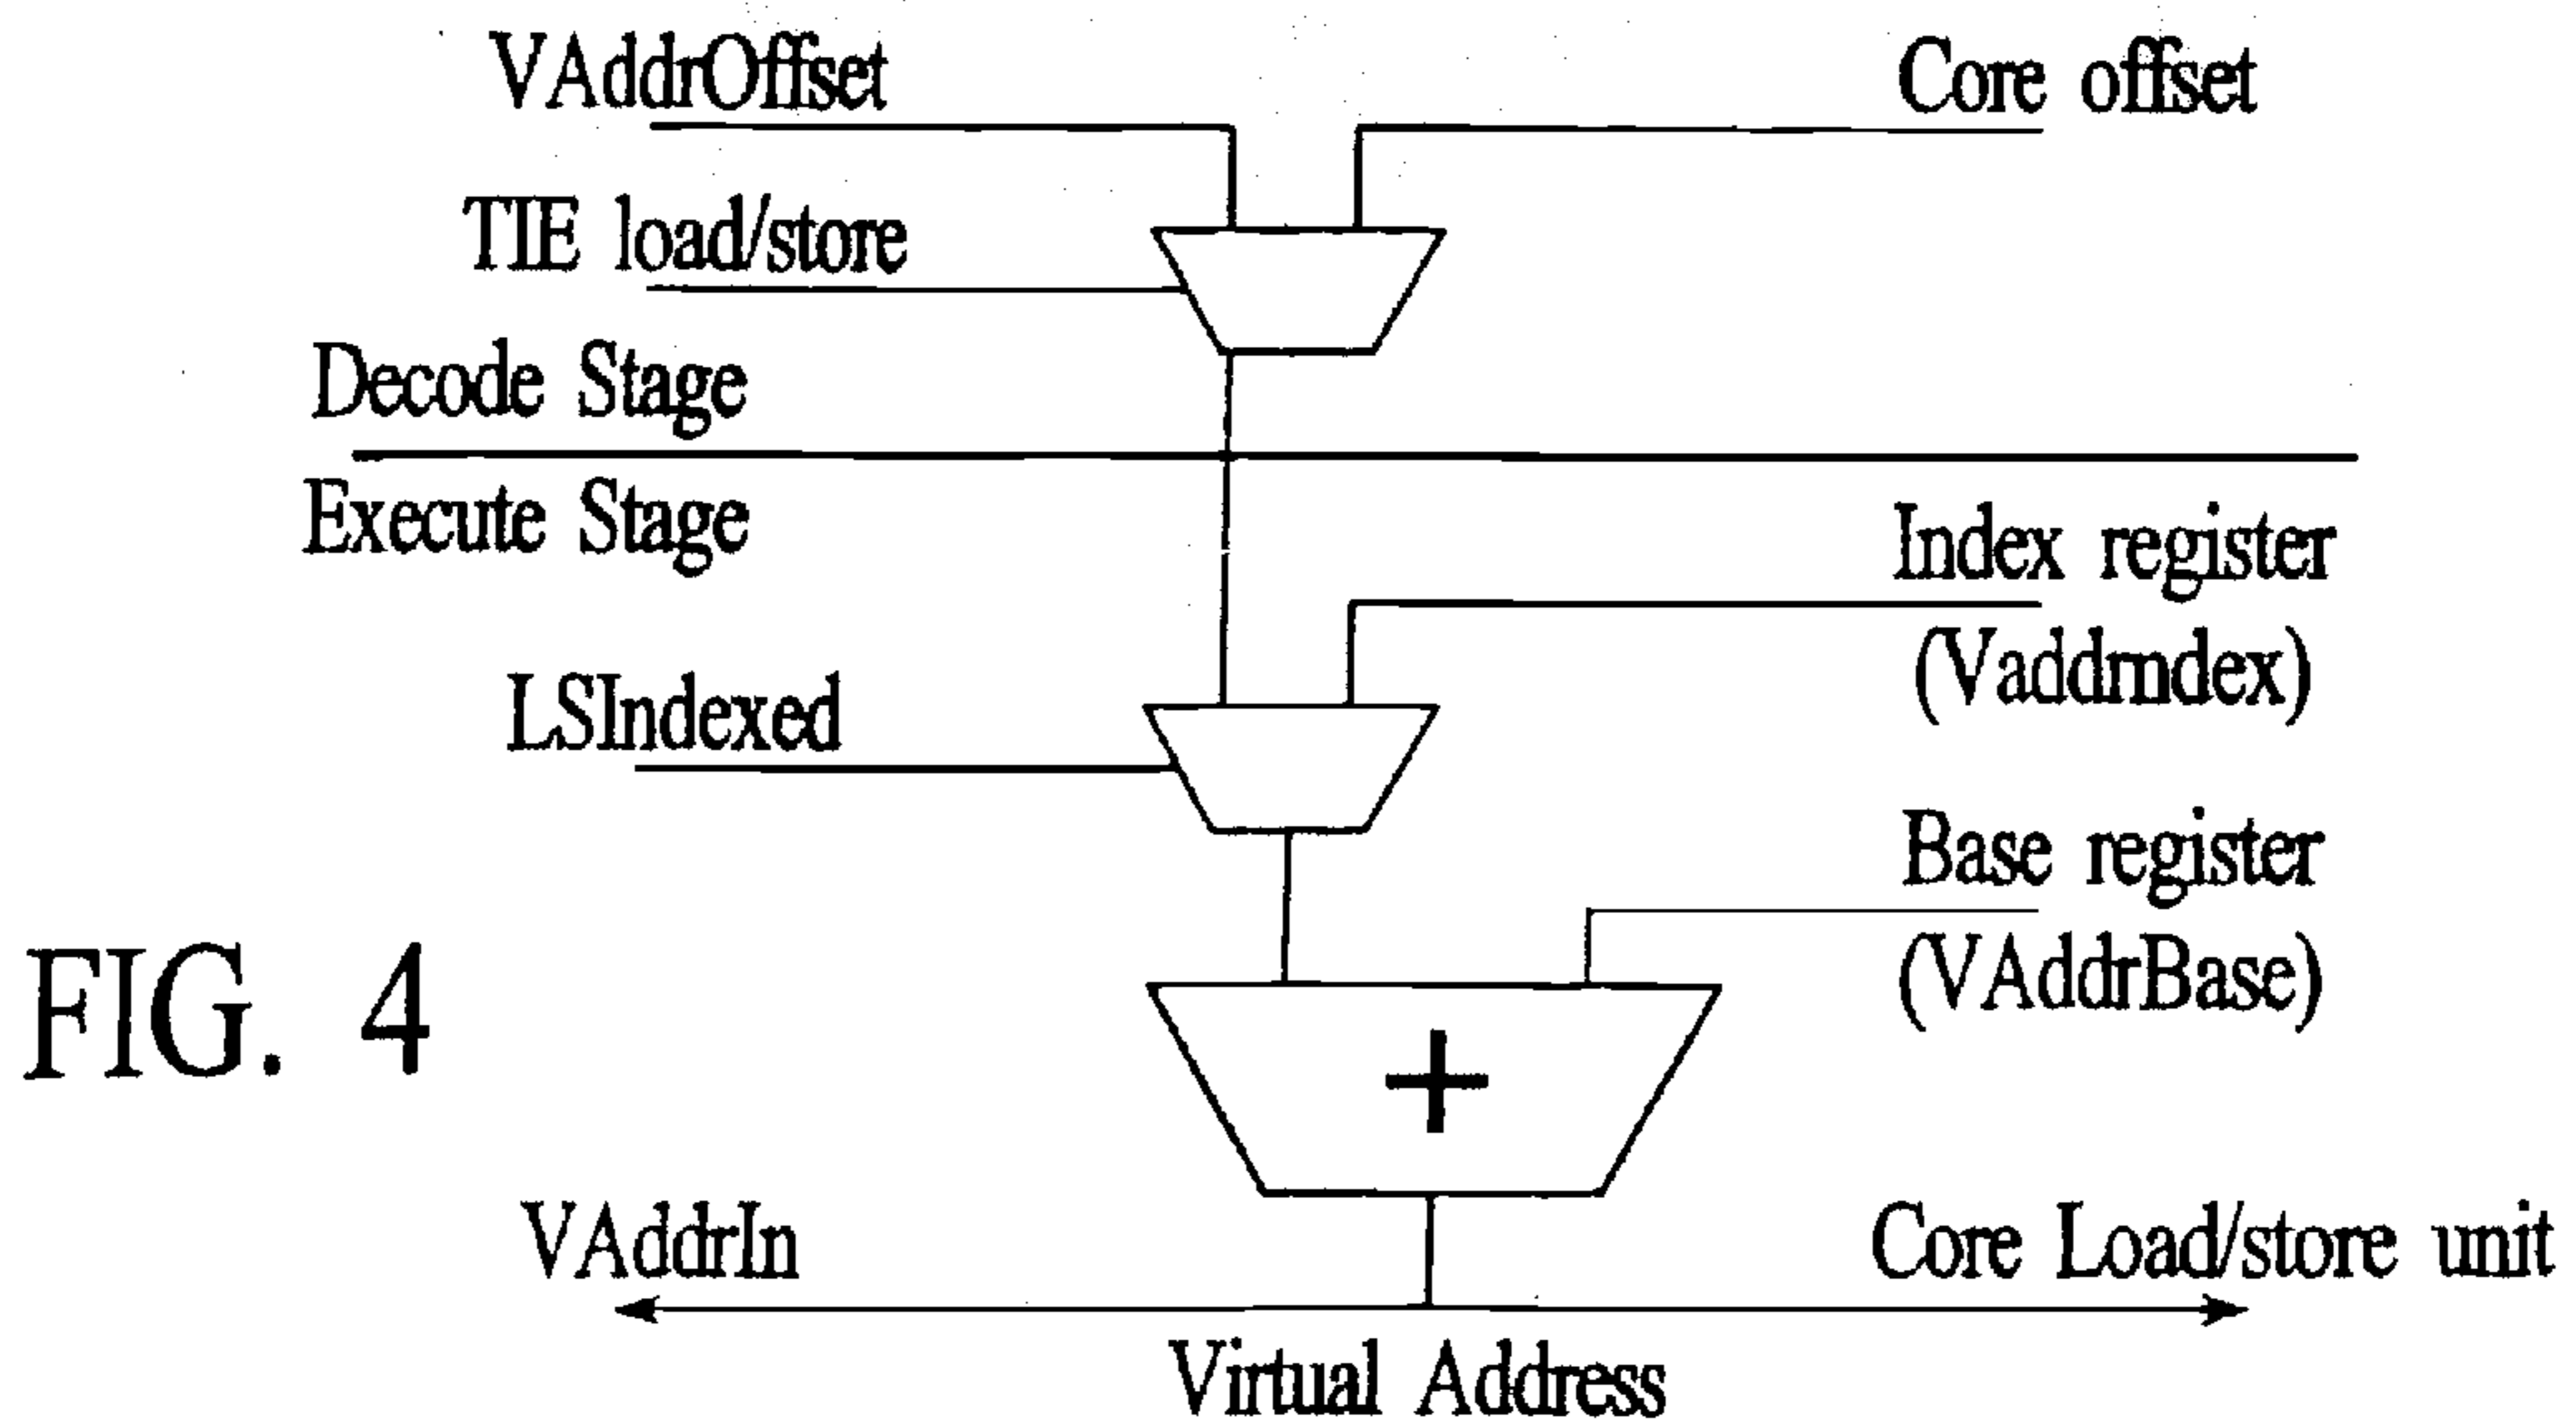 VAddrOffset
Core offset
TIE load/store
Decode Stage
Execute Stage
Index register
(Vaddrndex)
LSIndexed
Base register
(VAddrBase)
FIG. 4
+
VAddrIn
Core Load/store unit
Virtual Address